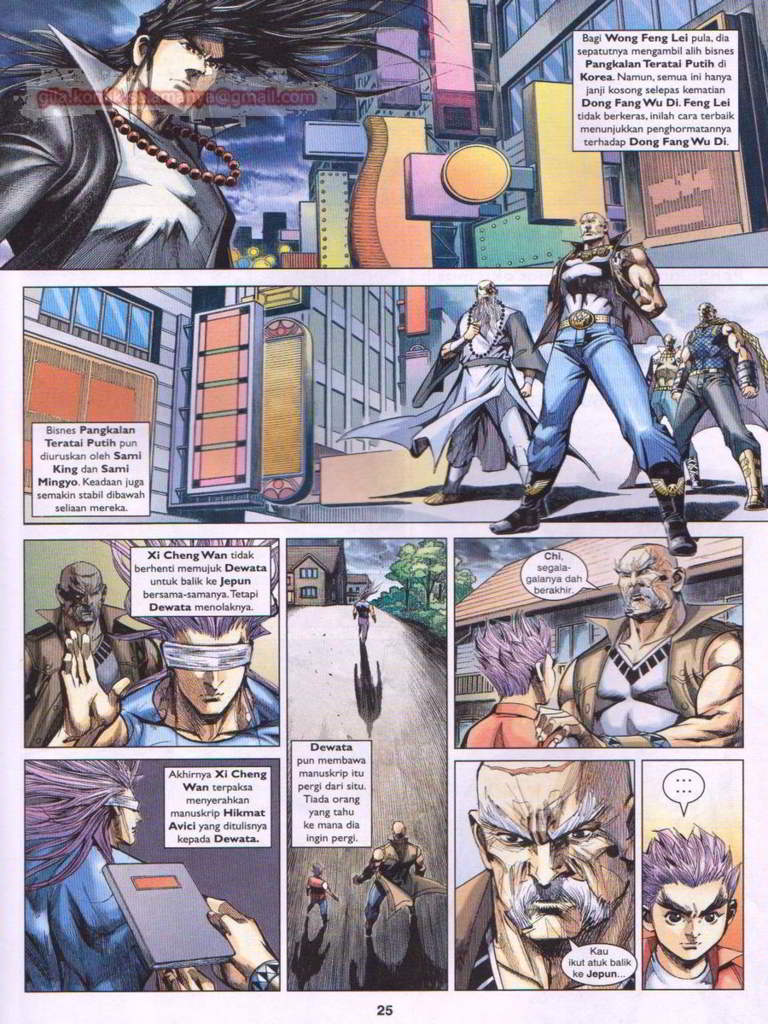 gila.komik.selamanya@gmail.com
Bagi Wong Feng Lei pula, dia
sepatutnya mengambil alih bisnes
Pangkalan Teratai Putih di
Korea. Namun, semua ini hanya
janji kosong selepas kematian
Dong Fang Wu Di. Feng Lei
tidak berkeras, inilah cara terbaik
menunjukkan penghormatannya
terhadap Dong Fang Wu Di.
Bisnes Pangkalan
Teratai Putih pun
diuruskan oleh Sami
King dan Sami
Mingyo. Keadaan juga
semakin stabil dibawah
seliaan mereka.
Xi Cheng Wan tidak
berhenti memujuk Dewata
untuk balik ke Jepun
bersama-samanya. Tetapi
Dewata menolaknya.
Akhirnya Xi Cheng
Wan terpaksa
menyerahkan
manuskrip Hikmat
Avici yang ditulisnya
kepada Dewata.
Dewata
pun membawa
manuskrip itu
pergi dari situ.
Tiada orang
yang tahu
ke mana dia
ingin pergi.
Chi,
segala-
galanya dah
berakhir.
Kau
ikut atuk balik
ke Jepun...
...
...
25